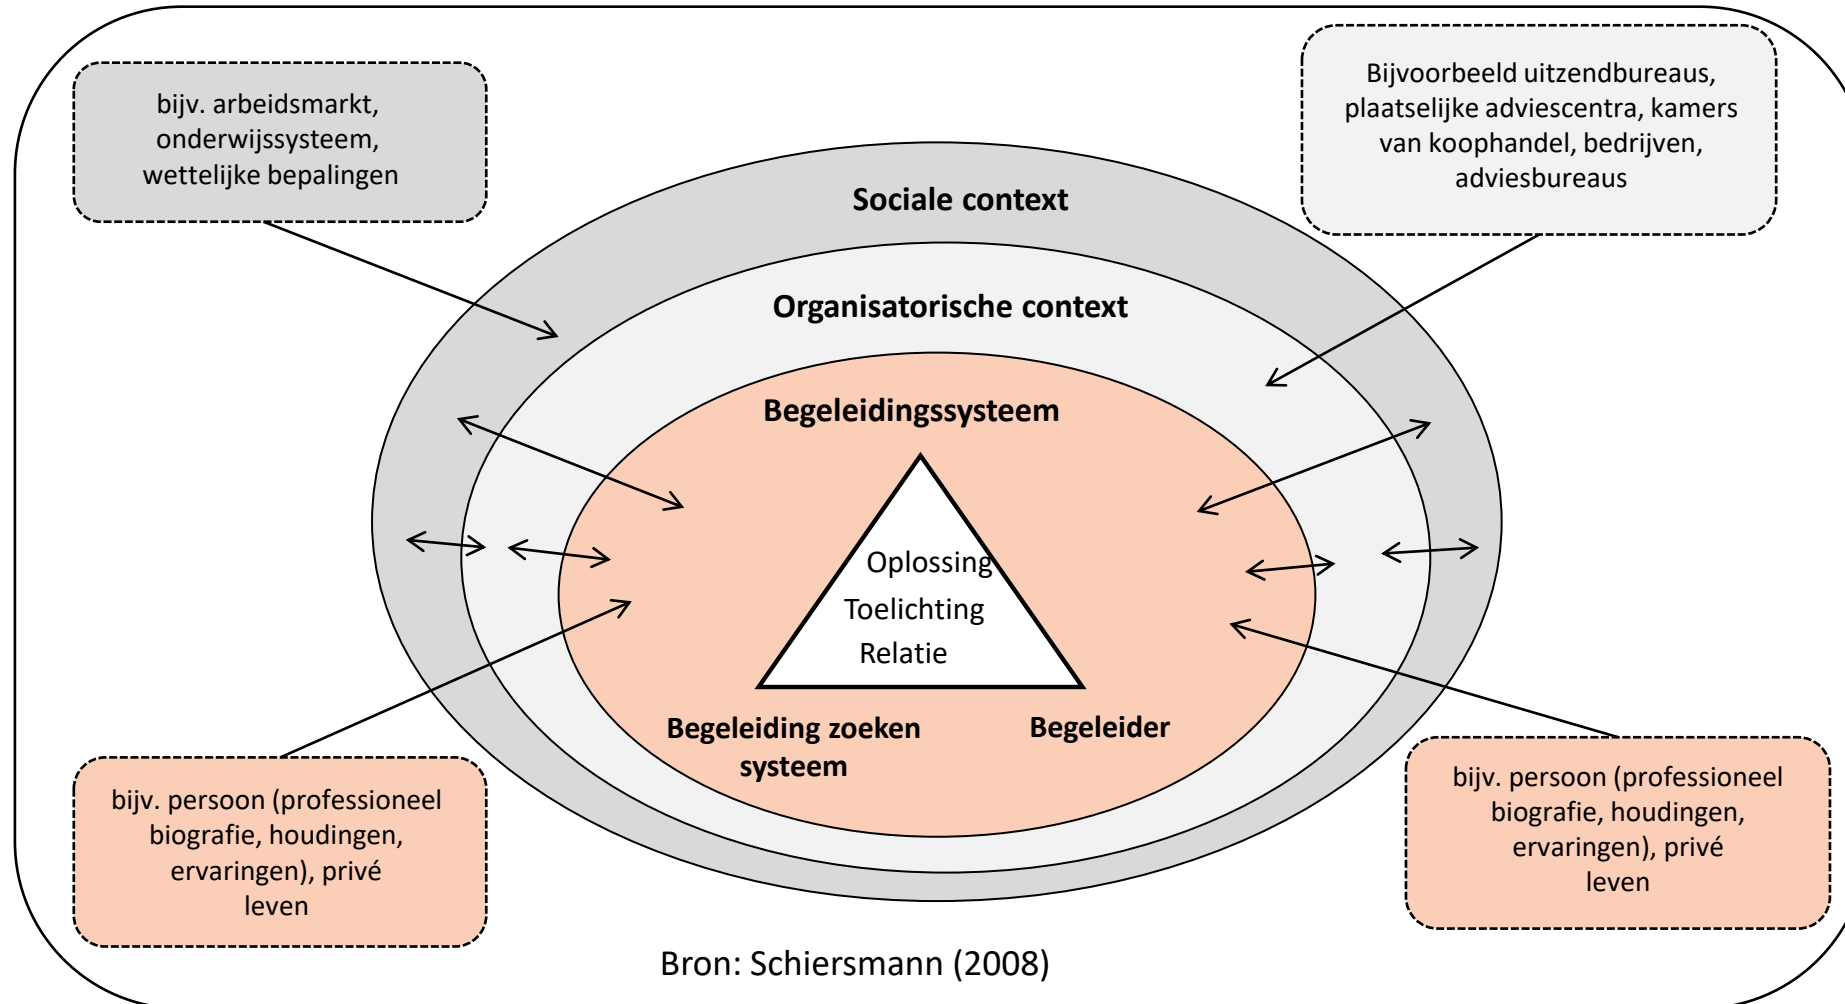 bijv. arbeidsmarkt,
onderwijssysteem,
wettelijke bepalingen
Bijvoorbeeld uitzendbureaus,
plaatselijke adviescentra, kamers
van koophandel, bedrijven,
adviesbureaus
Sociale context
Organisatorische context
Begeleidingssysteem
Oplossing
Toelichting
Relatie
Begeleiding zoeken
systeem
Begeleider
bijv. persoon (professioneel
biografie, houdingen,
ervaringen), privé
leven
bijv. persoon (professioneel
biografie, houdingen,
ervaringen), privé
leven
Bron: Schiersmann (2008)